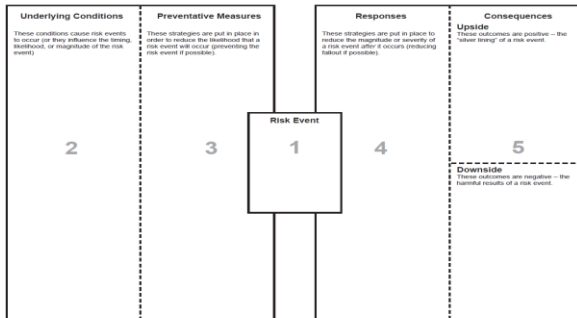 Underlying Conditions
These conditions cause risk events
to occur (or they influence the timing,
likelihood, or magnitude of the risk
event)
2
Preventative Measures
These strategies are put in place in
order to reduce the likelihood that a
risk event will occur (preventing the
risk event if possible).
3
Risk Event
1
Responses
These strategies are put in place to
reduce the magnitude or severity of
a risk event after it occurs (reducing
fallout if possible).
4
Consequences
Upside
These outcomes are positive – the
"silver lining" of a risk event.
5
Downside
These outcomes are negative – the
harmful results of a risk event.